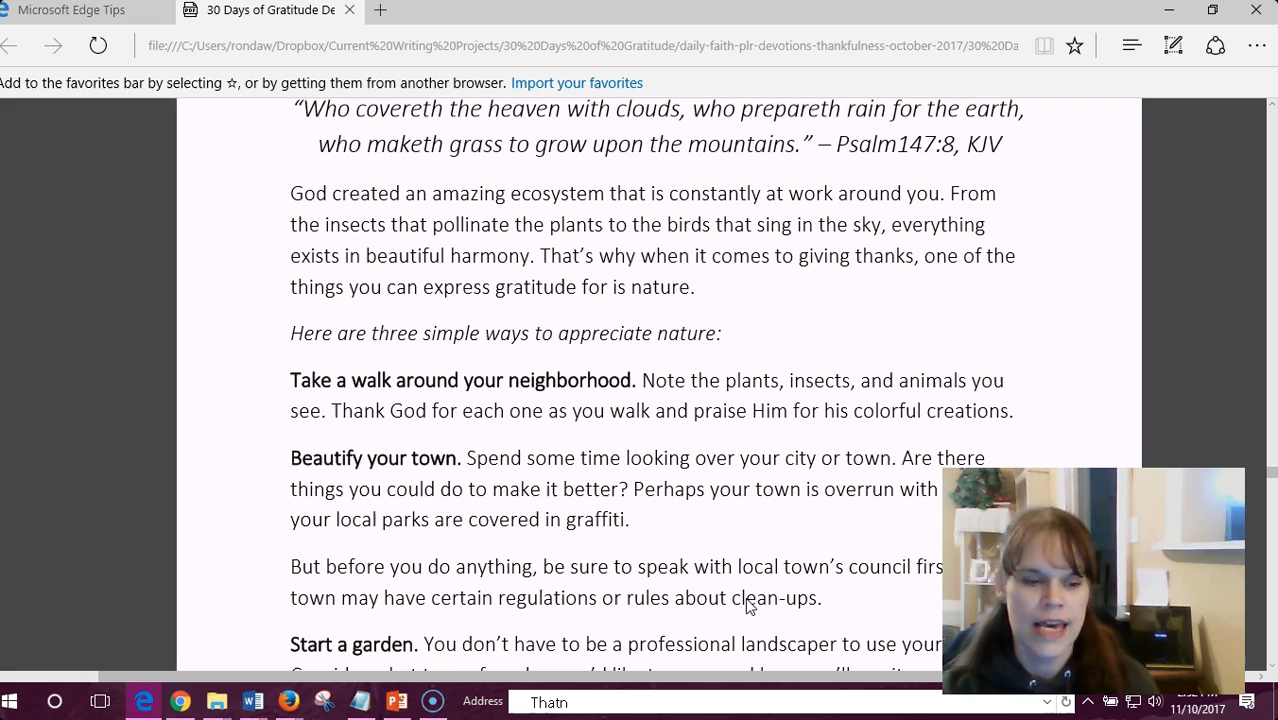 Microsoft Edge Tips
30 Days of Gratitude De
file:///C:/Users/rondaw/Dropbox/Current%20Writing%20Projects/30%20Days%20of%20Gratitude/daily-faith-plr-devotions-thankfulness-october-2017/30%20Da
Add to the favorites bar by selecting ☆, or by getting them from another browser. Import your favorites
“Who covereth the heaven with clouds, who prepareth rain for the earth,
who maketh grass to grow upon the mountains.” – Psalm147:8, KJV
God created an amazing ecosystem that is constantly at work around you. From
the insects that pollinate the plants to the birds that sing in the sky, everything
exists in beautiful harmony. That’s why when it comes to giving thanks, one of the
things you can express gratitude for is nature.
Here are three simple ways to appreciate nature:
Take a walk around your neighborhood. Note the plants, insects, and animals you
see. Thank God for each one as you walk and praise Him for his colorful creations.
Beautify your town. Spend some time looking over your city or town. Are there
things you could do to make it better? Perhaps your town is overrun with
your local parks are covered in graffiti.
But before you do anything, be sure to speak with local town’s council firs
town may have certain regulations or rules about clean-ups.
Start a garden. You don’t have to be a professional landscaper to use your
Address
Thatn
11/10/2017